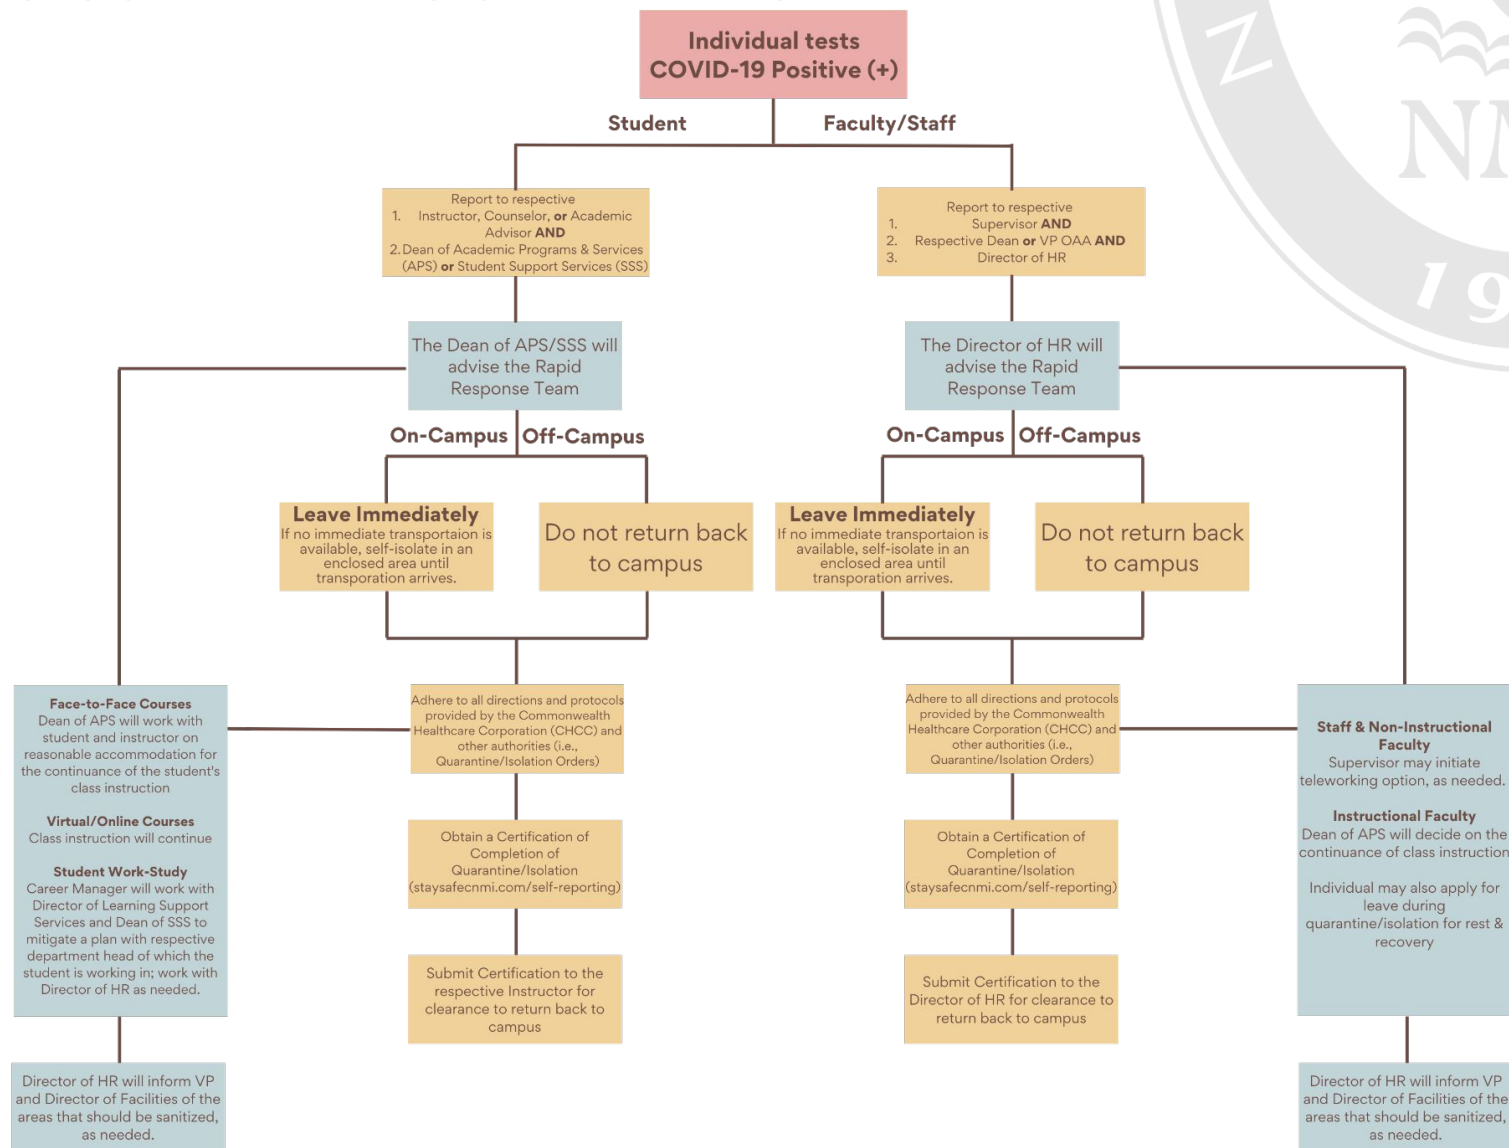 Individual tests
COVID-19 Positive (+)
Student
Faculty/Staff
Report to respective
1. Instructor, Counselor, or Academic
Advisor AND
2. Dean of Academic Programs & Services
(APS) or Student Support Services (SSS)
Report to respective
1. Supervisor AND
2. Respective Dean or VP OAA AND
3. Director of HR
The Dean of APS/SSS will
advise the Rapid
Response Team
The Director of HR will
advise the Rapid
Response Team
On-Campus
Off-Campus
On-Campus
Off-Campus
Leave Immediately
If no immediate transportaion is
available, self-isolate in an
enclosed area until
transporation arrives.
Do not return back
to campus
Leave Immediately
If no immediate transportaion is
available, self-isolate in an
enclosed area until
transporation arrives.
Do not return back
to campus
Face-to-Face Courses
Dean of APS will work with
student and instructor on
reasonable accommodation for
the continuance of the student's
class instruction
Virtual/Online Courses
Class instruction will continue
Student Work-Study
Career Manager will work with
Director of Learning Support
Services and Dean of SSS to
mitigate a plan with respective
department head of which the
student is working in; work with
Director of HR as needed.
Adhere to all directions and protocols
provided by the Commonwealth
Healthcare Corporation (CHCC) and
other authorities (i.e.,
Quarantine/Isolation Orders)
Adhere to all directions and protocols
provided by the Commonwealth
Healthcare Corporation (CHCC) and
other authorities (i.e.,
Quarantine/Isolation Orders)
Staff & Non-Instructional
Faculty
Supervisor may initiate
teleworking option, as needed.
Instructional Faculty
Dean of APS will decide on the
continuance of class instruction
Individual may also apply for
leave during
quarantine/isolation for rest &
recovery
Obtain a Certification of
Completion of
Quarantine/Isolation
(staysafecnmi.com/self-reporting)
Obtain a Certification of
Completion of
Quarantine/Isolation
(staysafecnmi.com/self-reporting)
Submit Certification to the
respective Instructor for
clearance to return back to
campus
Submit Certification to the
Director of HR for clearance to
return back to campus
Director of HR will inform VP
and Director of Facilities of the
areas that should be sanitized,
as needed.
Director of HR will inform VP
and Director of Facilities of the
areas that should be sanitized,
as needed.